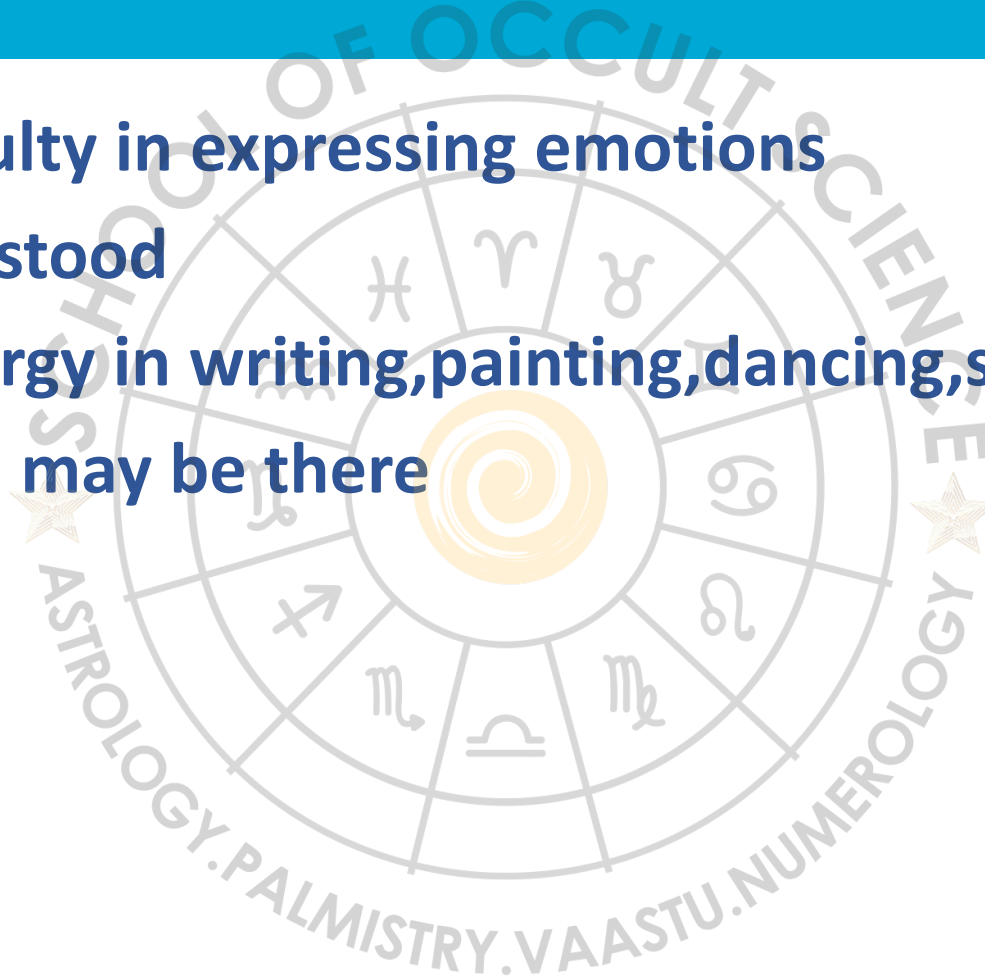 ulty in expressing emotions
stood
rgy in writing,painting,dancing,s
may be there
SCHOOL OF OCCULT SCIENCE
ASTROLOGY.PALMISTRY.VAASTU.NUMEROLOGY